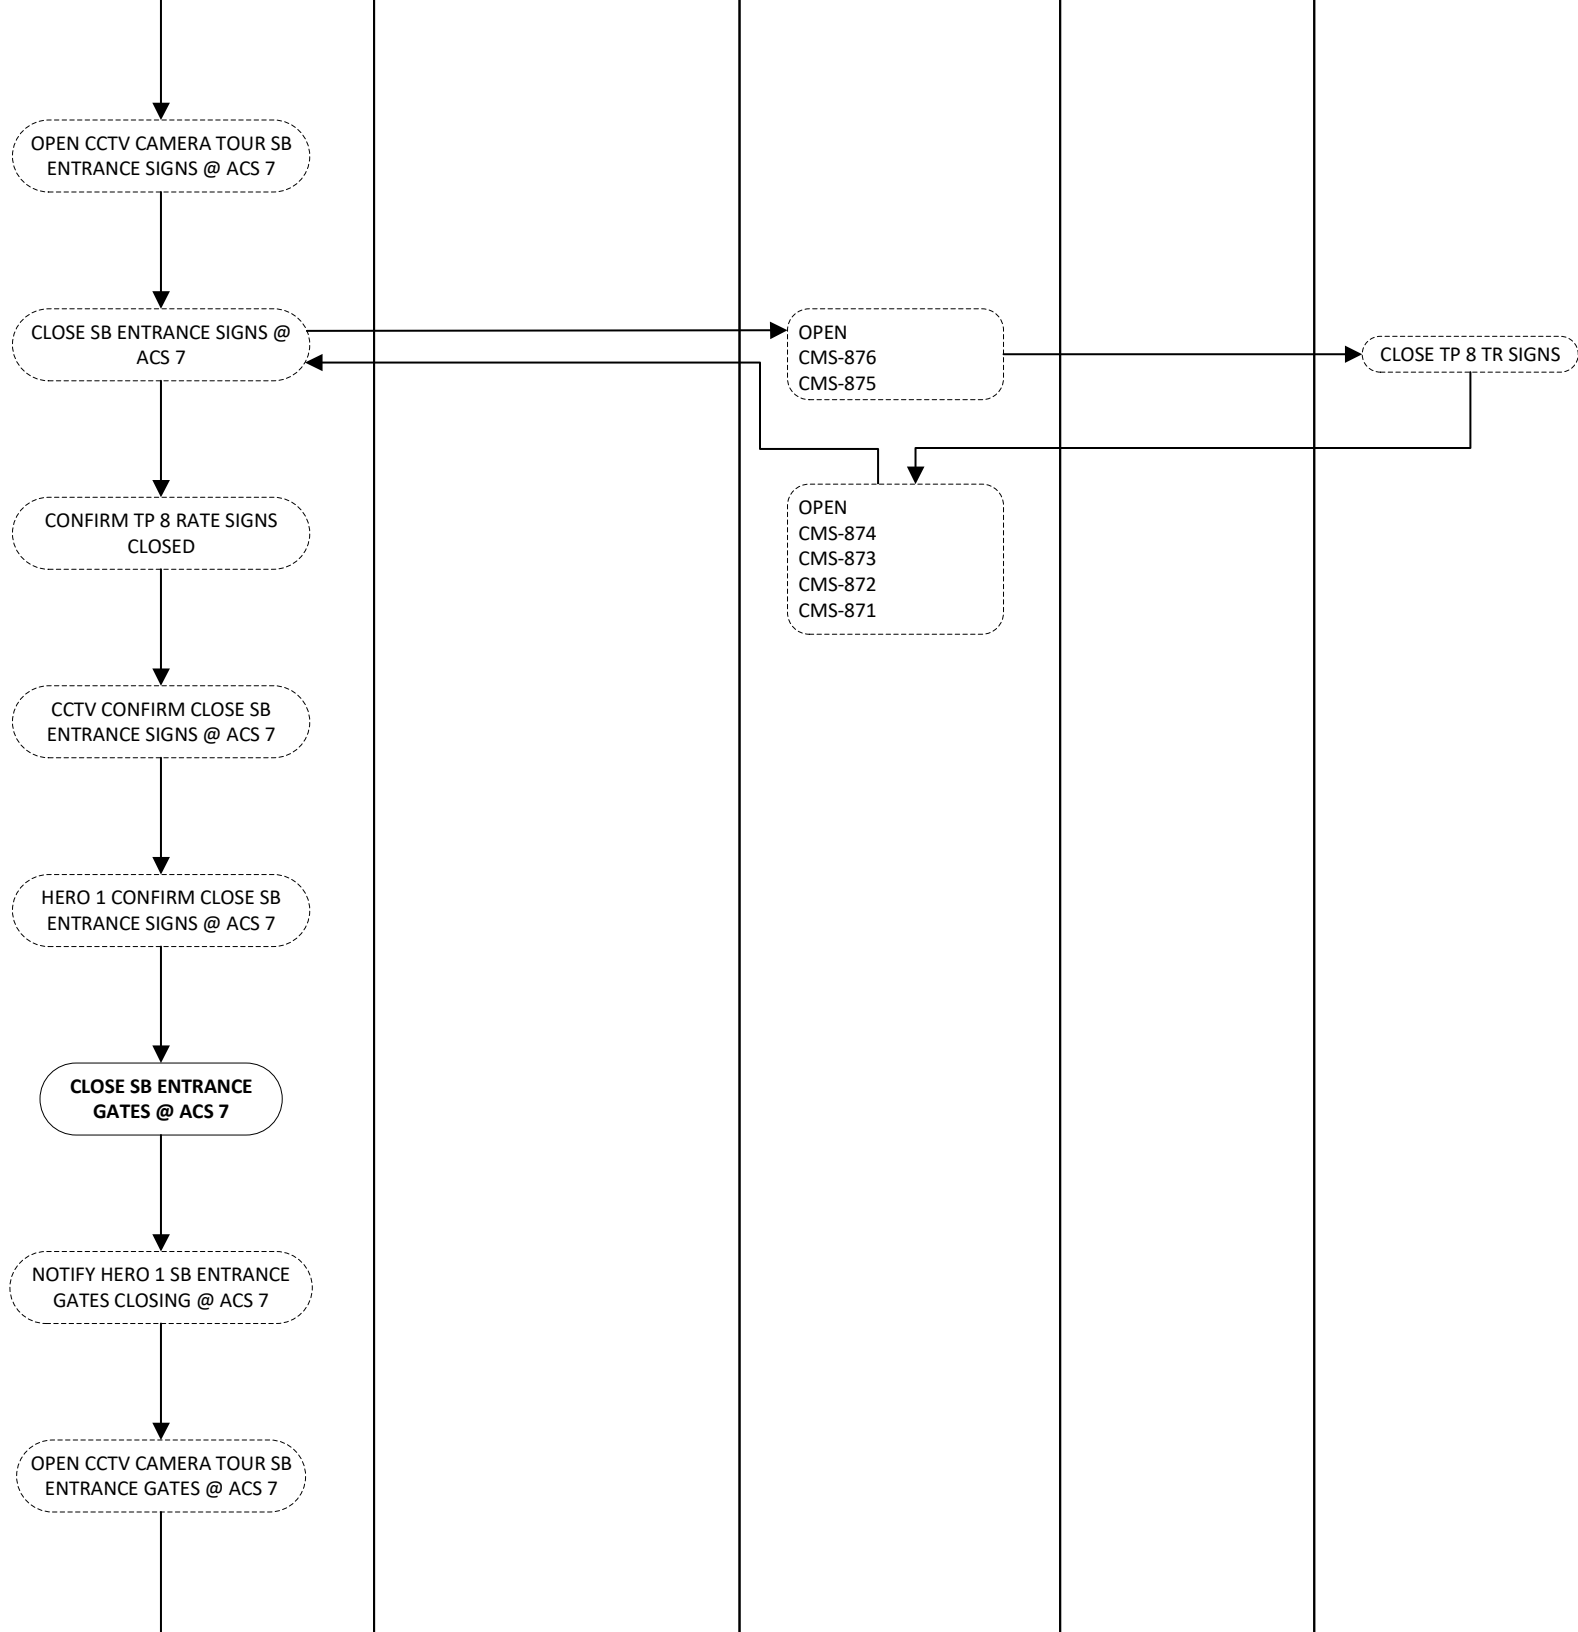 OPEN CCTV CAMERA TOUR SB
ENTRANCE SIGNS @ ACS 7
CLOSE SB ENTRANCE SIGNS @
ACS 7
OPEN
CMS-876
CMS-875
CLOSE TP 8 TR SIGNS
OPEN
CMS-874
CMS-873
CMS-872
CMS-871
CONFIRM TP 8 RATE SIGNS
CLOSED
CCTV CONFIRM CLOSE SB
ENTRANCE SIGNS @ ACS 7
HERO 1 CONFIRM CLOSE SB
ENTRANCE SIGNS @ ACS 7
CLOSE SB ENTRANCE
GATES @ ACS 7
NOTIFY HERO 1 SB ENTRANCE
GATES CLOSING @ ACS 7
OPEN CCTV CAMERA TOUR SB
ENTRANCE GATES @ ACS 7